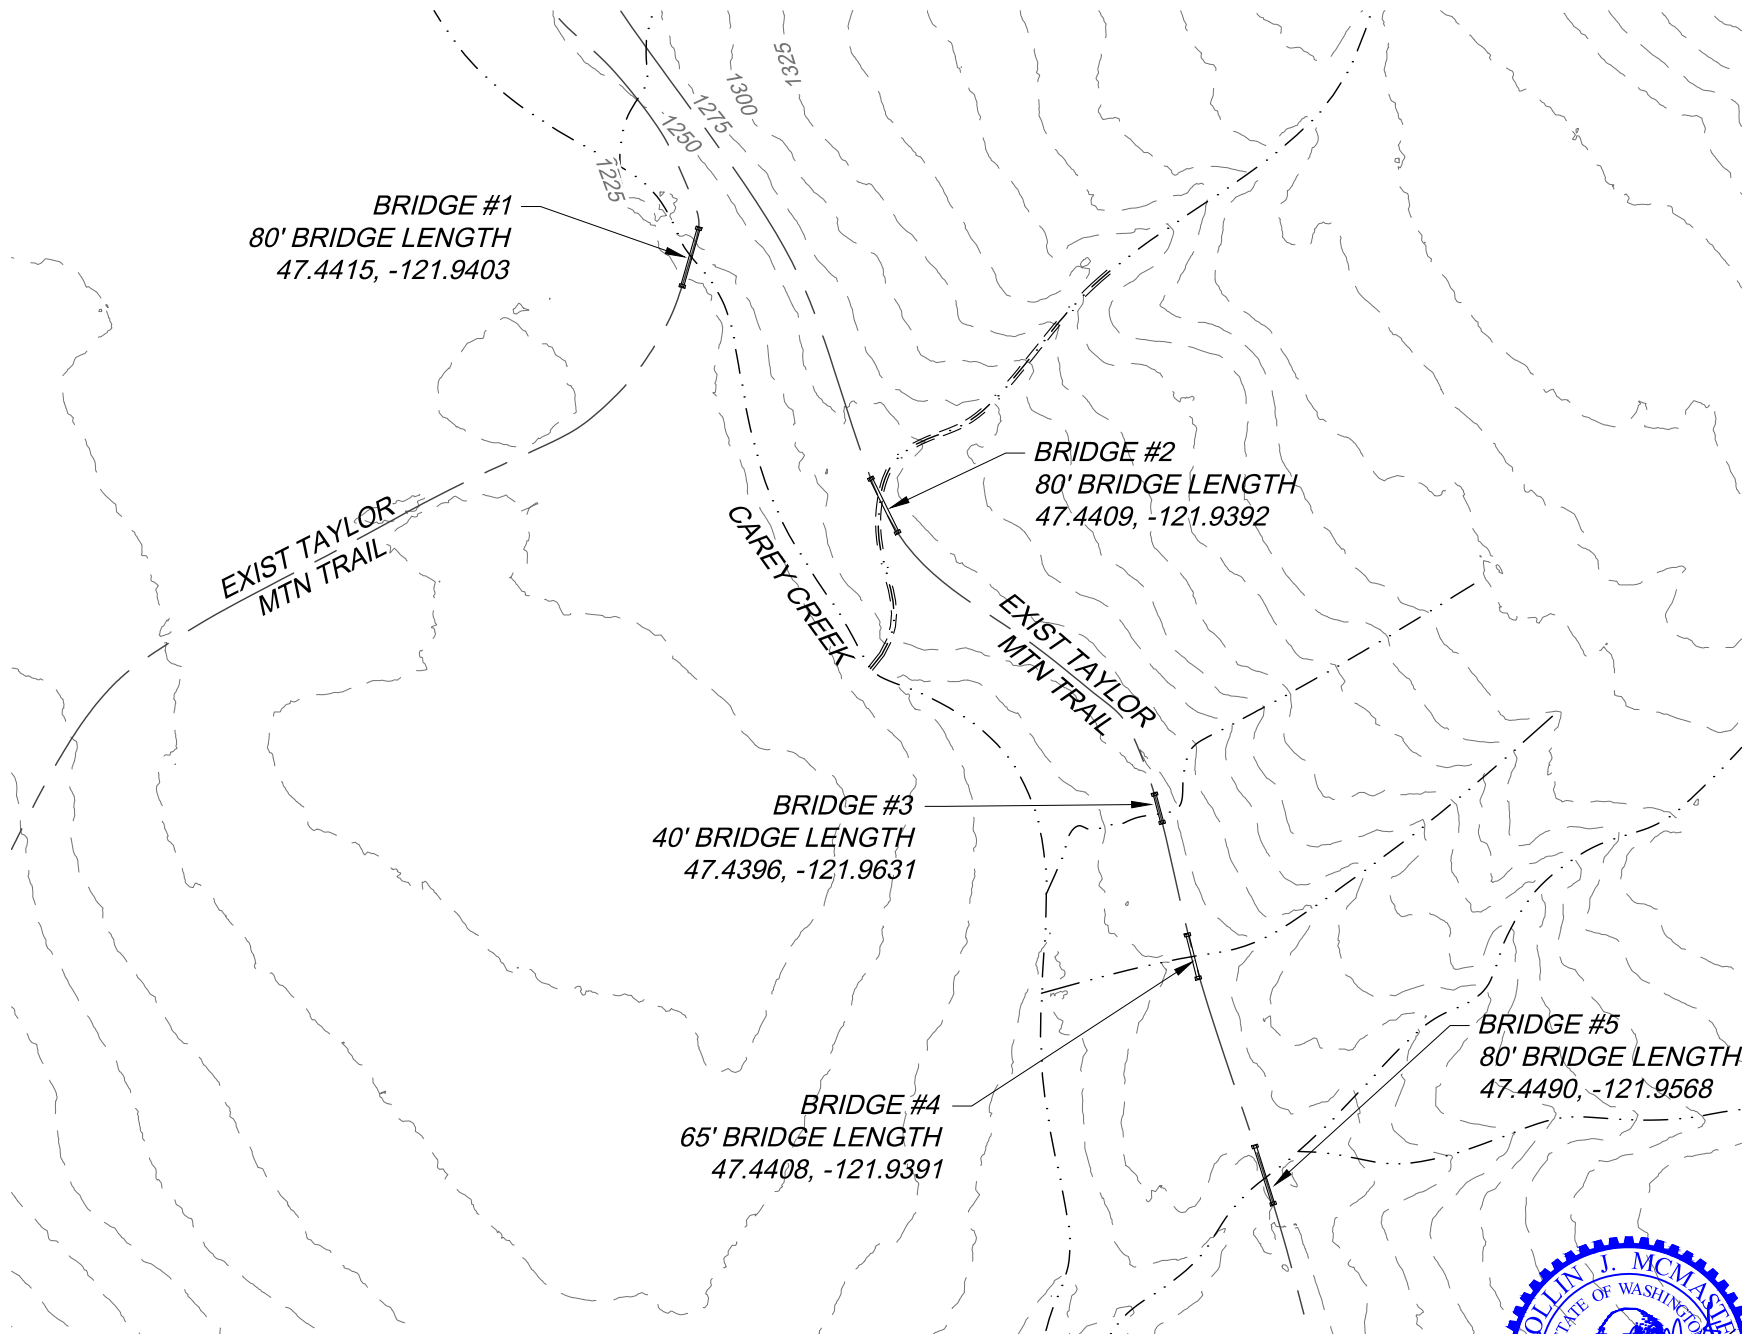 1325
1300
1275
1250
1225
BRIDGE #1
80' BRIDGE LENGTH
47.4415, -121.9403
BRIDGE #2
80' BRIDGE LENGTH
47.4409, -121.9392
EXIST TAYLOR
MTN TRAIL
CAREY CREEK
EXIST TAYLOR
MTN TRAIL
BRIDGE #3
40' BRIDGE LENGTH
47.4396, -121.9631
BRIDGE #5
80' BRIDGE LENGTH
47.4490, -121.9568
BRIDGE #4
65' BRIDGE LENGTH
47.4408, -121.9391
OLLIN J. MCMASTE
STATE OF WASHINGTON